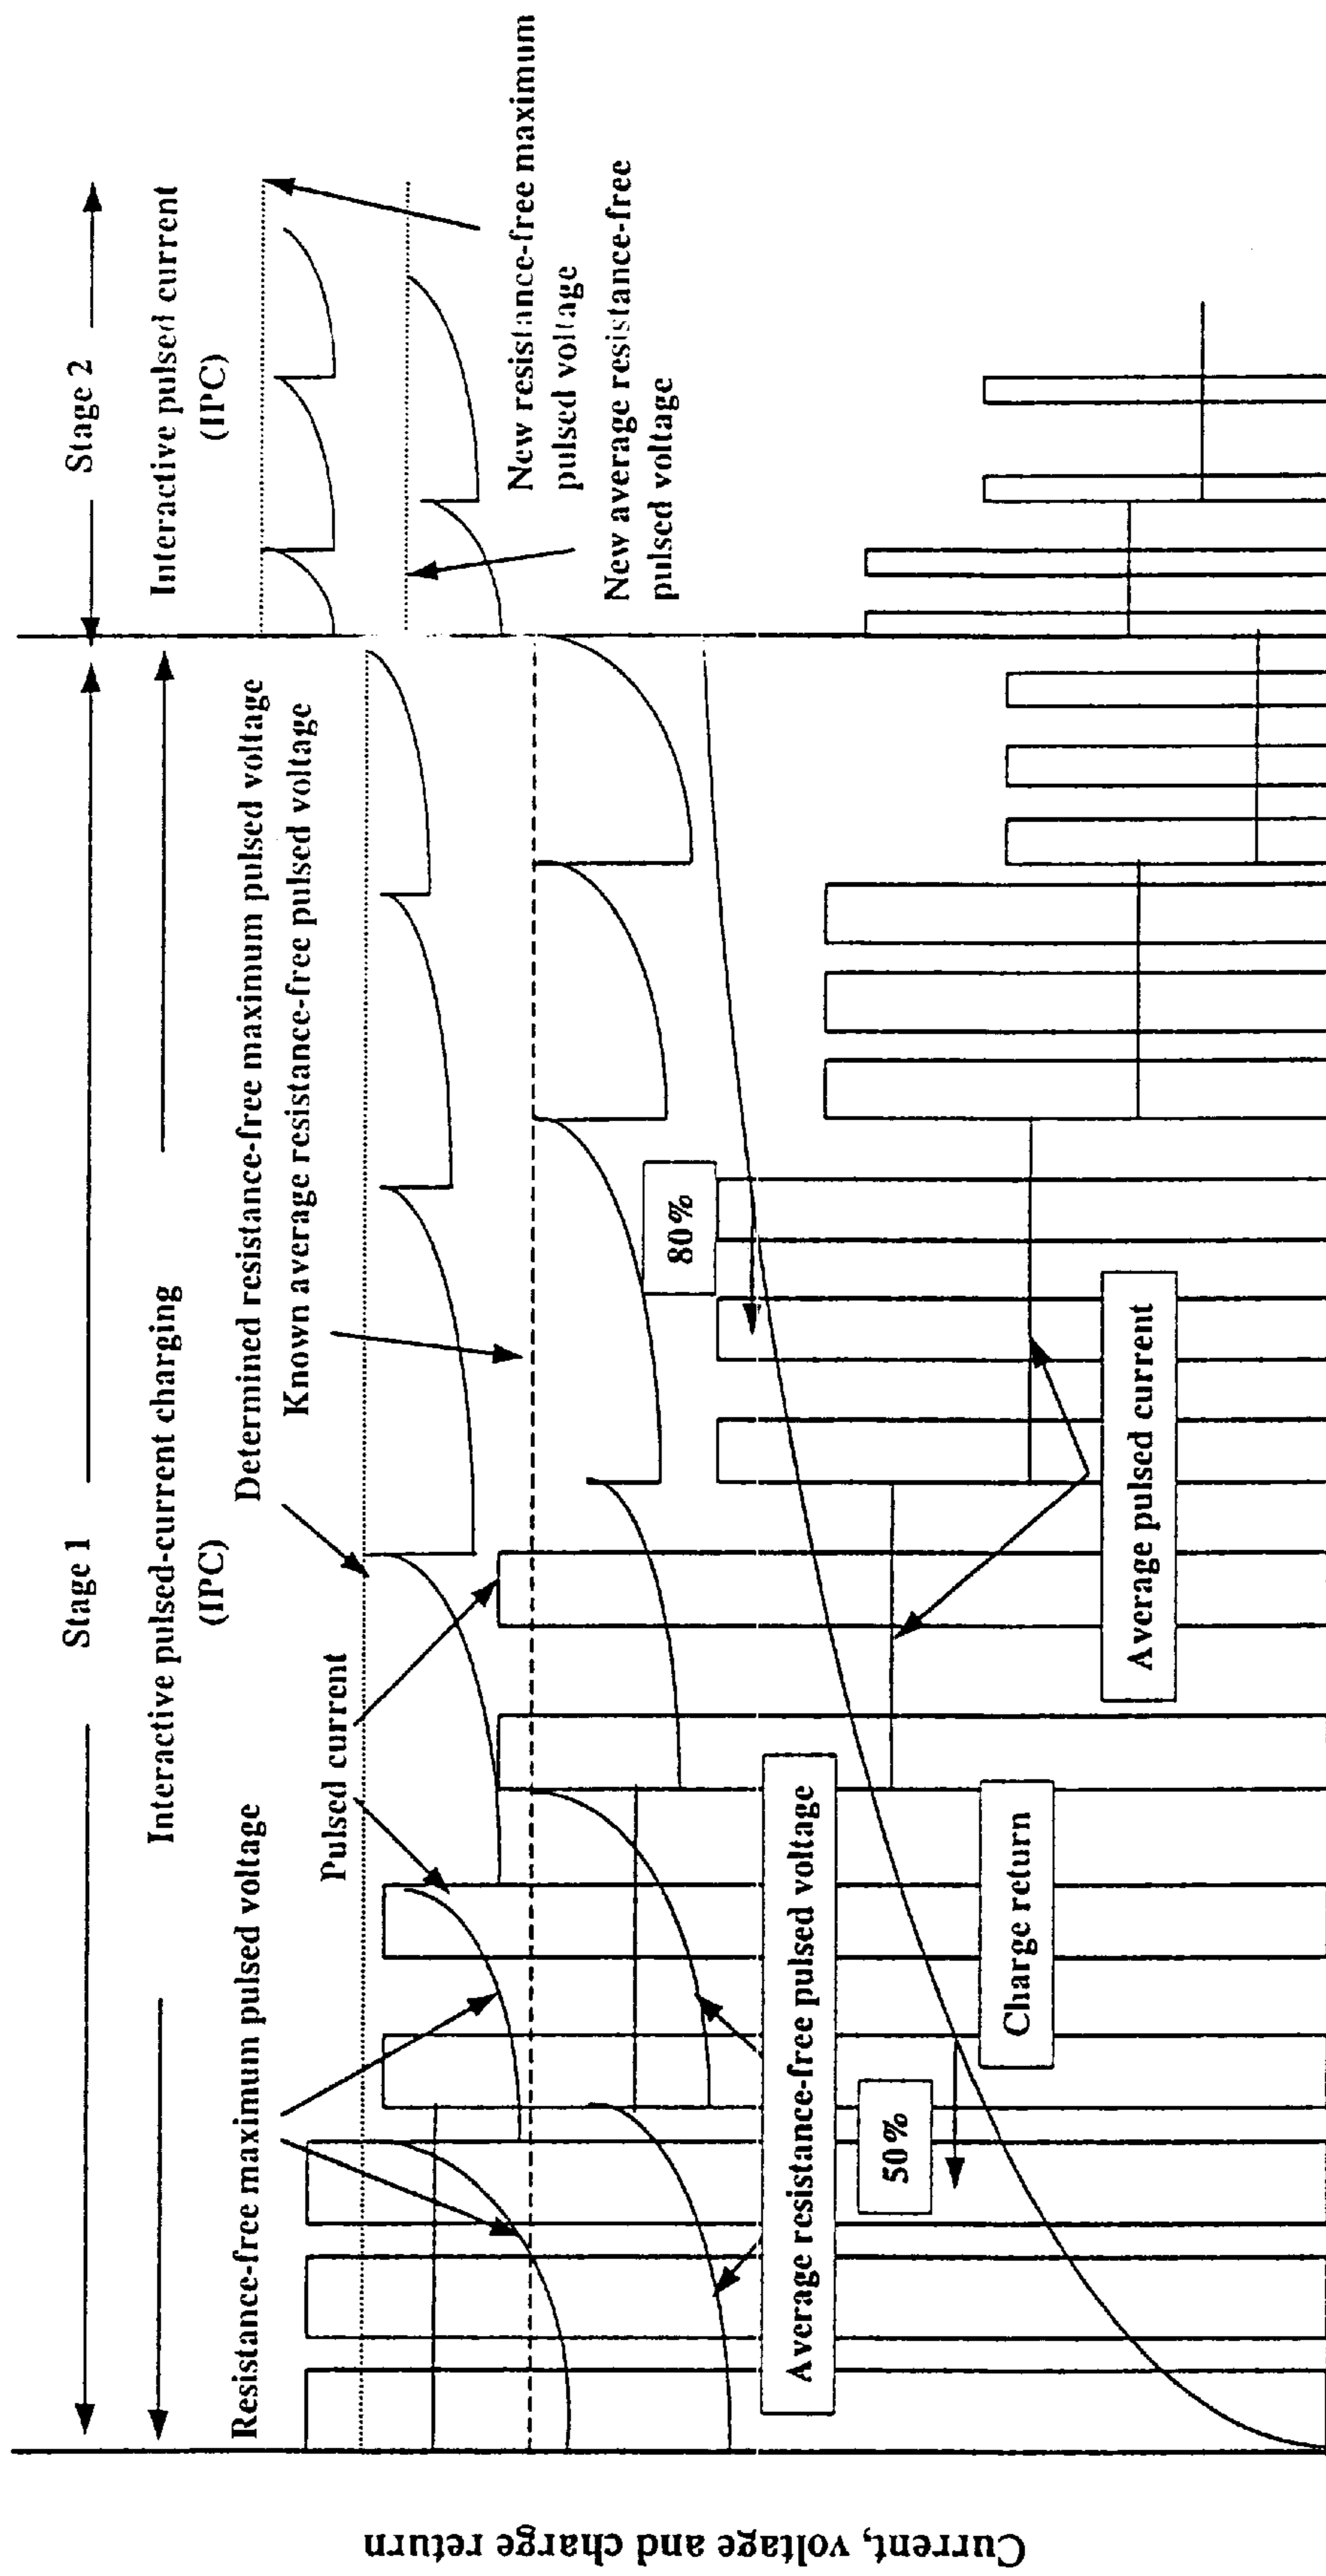 Stage 1
Stage 2
Interactive pulsed-current charging
(IPC)
Interactive pulsed current
(IPC)
Resistance-free maximum pulsed voltage
Determined resistance-free maximum pulsed voltage
Known average resistance-free pulsed voltage
Pulsed current
New resistance-free maximum
pulsed voltage
New average resistance-free
pulsed voltage
80%
Average resistance-free pulsed voltage
50%
Charge return
Average pulsed current
Current, voltage and charge return